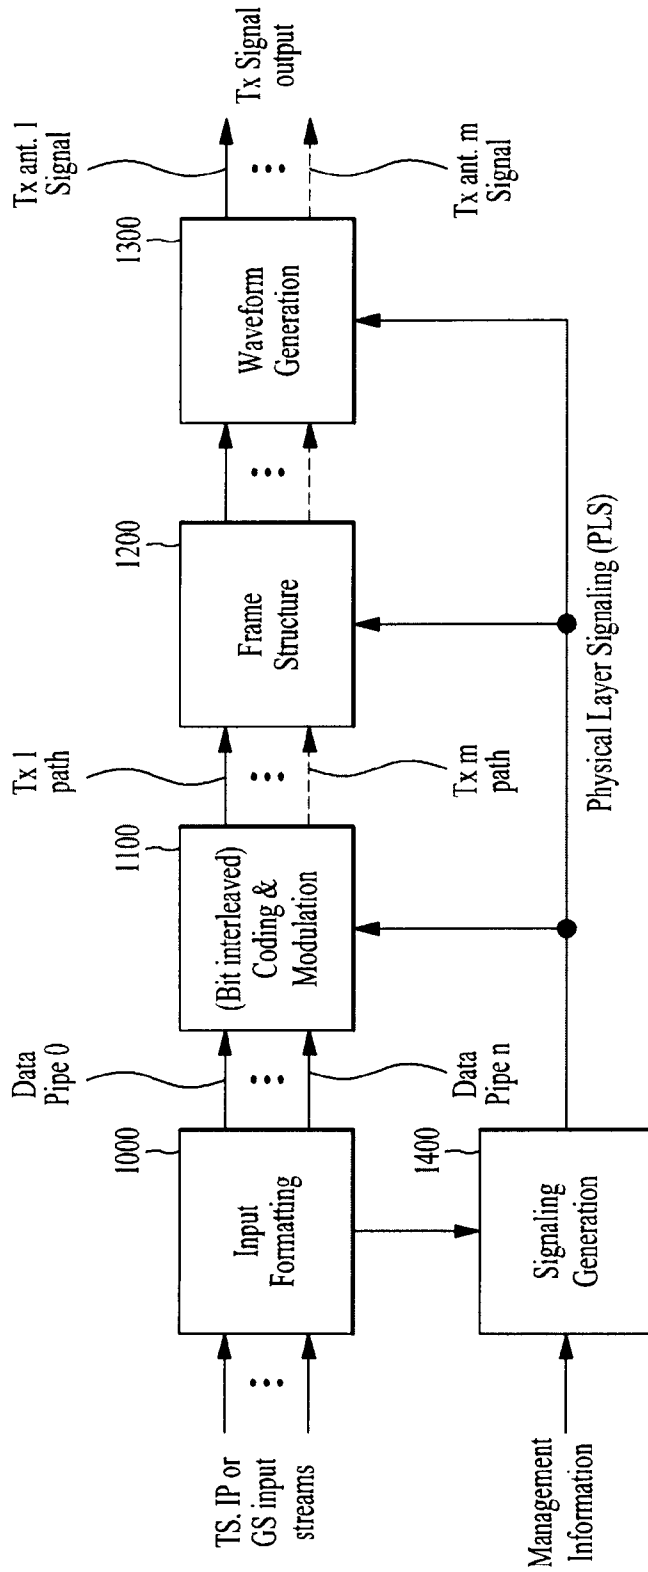 TS. IP or
GS input
streams
Management
Information
1000
Input
Formatting
1400
Signaling
Generation
Data
Pipe 0
Data
Pipe n
1100
(Bit interleaved)
Coding &
Modulation
Tx 1
path
Tx m
path
1200
Frame
Structure
1300
Waveform
Generation
Tx ant. 1
Signal
Tx ant. m
Signal
Tx Signal
output
Physical Layer Signaling (PLS)